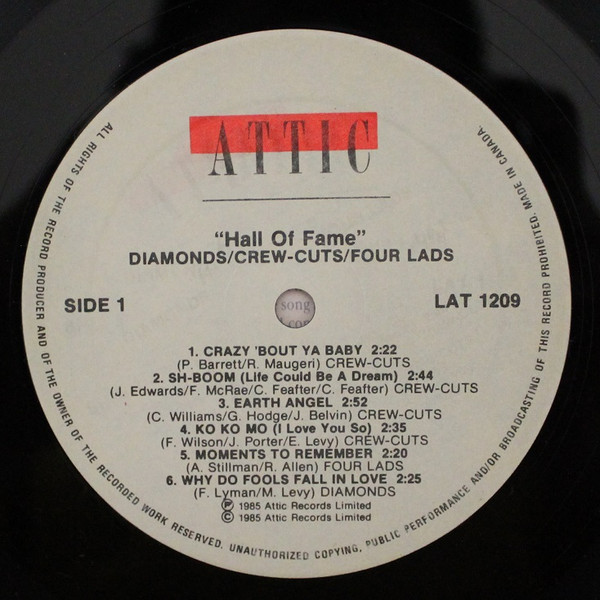 ATTIC
"Hall Of Fame"
DIAMONDS/CREW-CUTS/FOUR LADS
SIDE 1
LAT 1209
song
1. CRAZY 'BOUT YA BABY 2:22
(P. Barrett/R. Maugeri) CREW-CUTS
2. SH-BOOM (Life Could Be A Dream) 2:44
(J. Edwards/F. McRae/C. Feafter/C. Feafter) CREW-CUTS
3. EARTH ANGEL 2:52
(C. Williams/G. Hodge/J. Belvin) CREW-CUTS
4. KO KO MO (I Love You So) 2:35
(F. Wilson/J. Porter/E. Levy) CREW-CUTS
5. MOMENTS TO REMEMBER 2:20
(A. Stillman/R. Allen) FOUR LADS
6. WHY DO FOOLS FALL IN LOVE 2:25
(F. Lyman/M. Levy) DIAMONDS
Ⓟ 1985 Attic Records Limited
© 1985 Attic Records Limited
ALL RIGHTS OF THE RECORD PRODUCER AND OF THE OWNER OF THE RECORDED WORK RESERVED. UNAUTHORIZED COPYING, PUBLIC PERFORMANCE AND/OR BROADCASTING OF THIS RECORD PROHIBITED. MADE IN CANADA.